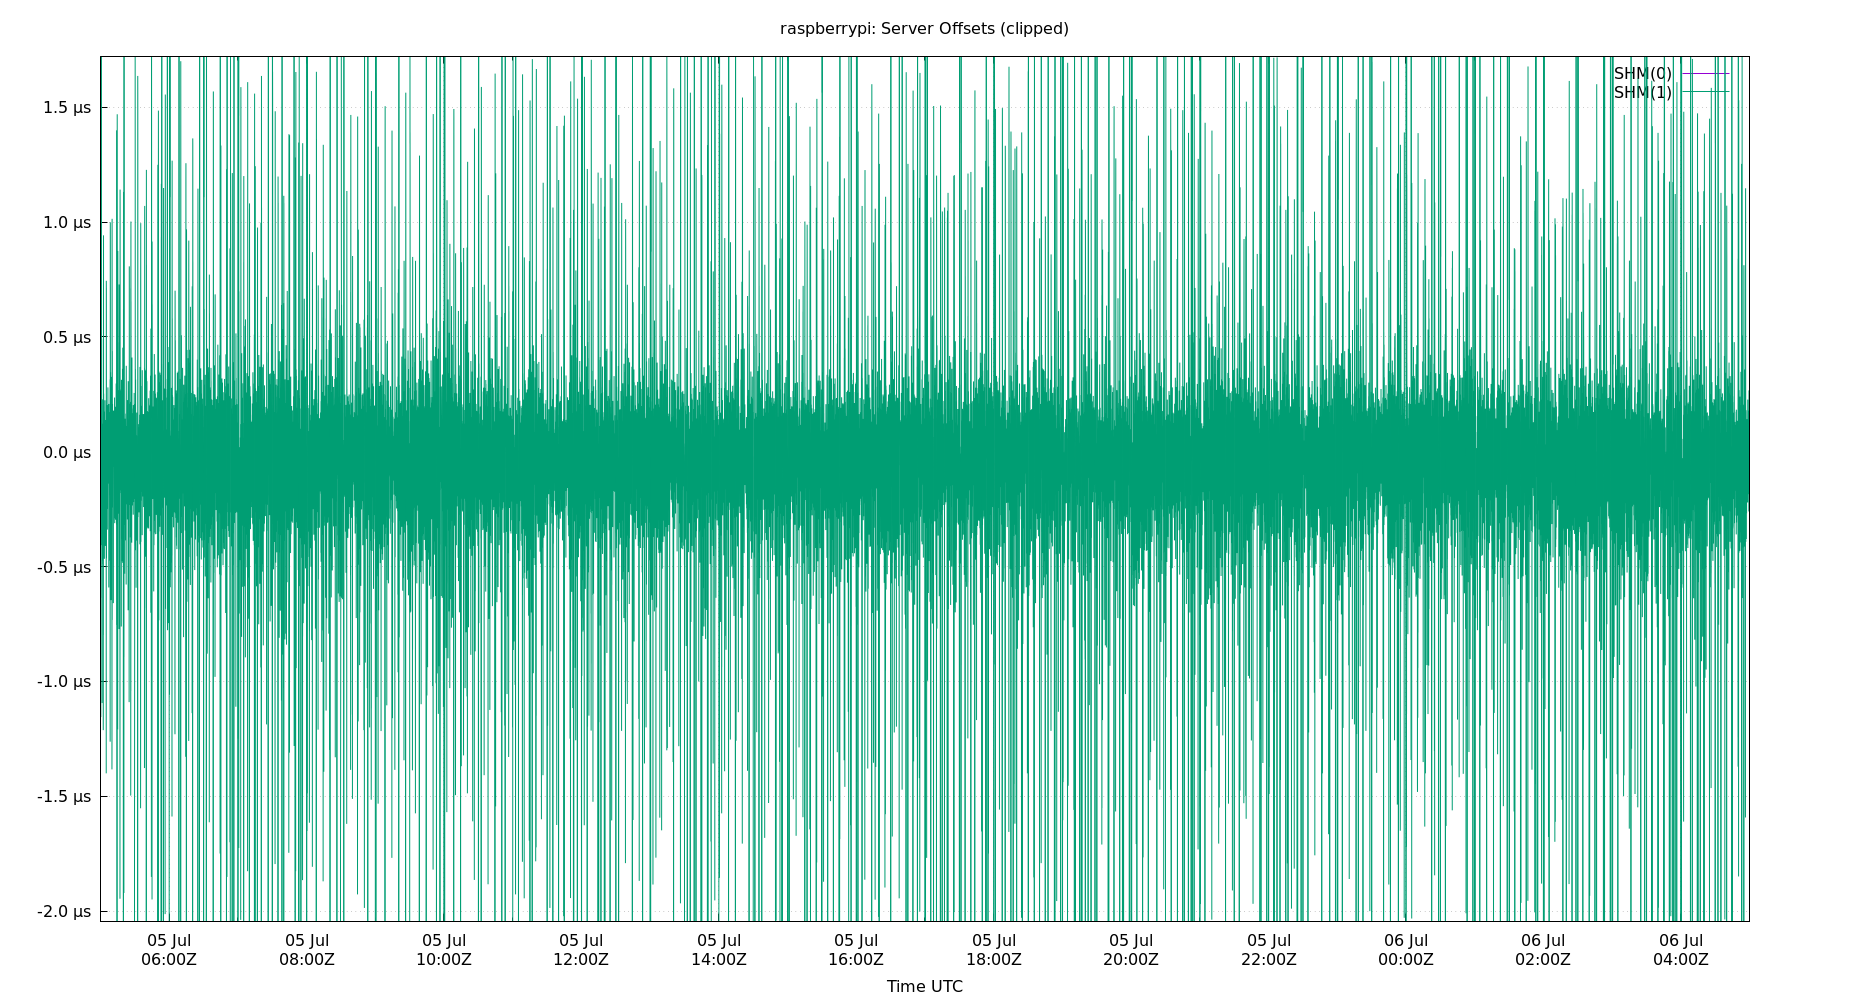 raspberrypi: Server Offsets (clipped)
SHM(0)
SHM(1)
1.5 µs
1.0 µs
0.5 µs
0.0 µs
-0.5 µs
-1.0 µs
-1.5 µs
-2.0 µs
05 Jul 05 Jul 05 Jul 05 Jul 05 Jul 05 Jul 05 Jul 05 Jul 05 Jul 06 Jul 06 Jul 06 Jul
06:00Z 08:00Z 10:00Z 12:00Z 14:00Z 16:00Z 18:00Z 20:00Z 22:00Z 00:00Z 02:00Z 04:00Z
Time UTC